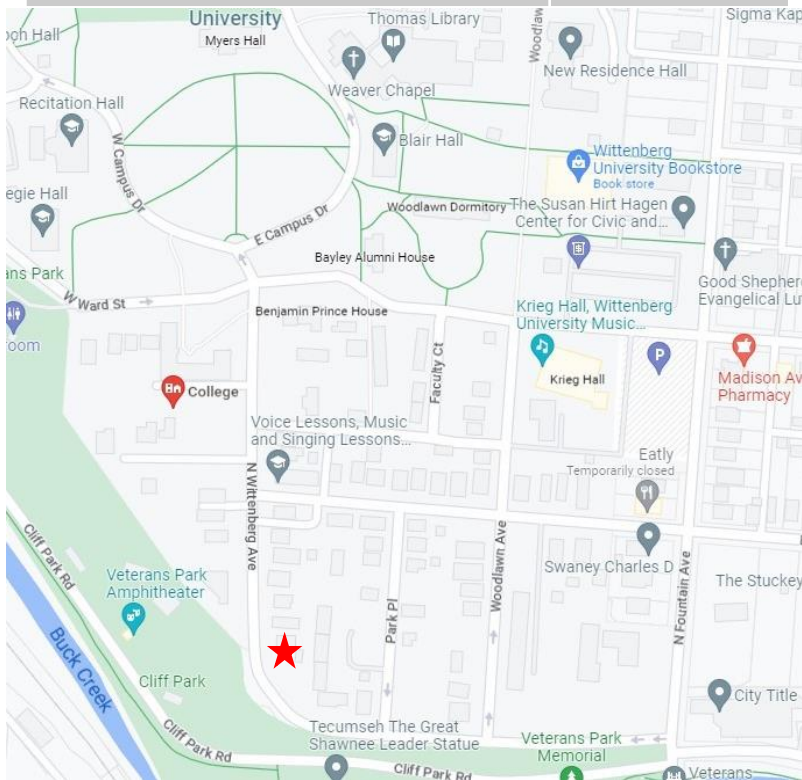 University
Myers Hall
Thomas Library
Sigma Kap
och Hall
Woodlawn
New Residence Hall
Weaver Chapel
Recitation Hall
W Campus Dr
Blair Hall
Wittenberg
University Bookstore
Book store
egie Hall
Woodlawn Dormitory
The Susan Hirt Hagen
Center for Civic and...
E Campus Dr
Bayley Alumni House
ans Park
Good Shepher
Evangelical Lu
W Ward St
Benjamin Prince House
Krieg Hall, Wittenberg
University Music...
oom
Faculty Ct
P
Krieg Hall
Madison Av
Pharmacy
College
Voice Lessons, Music
and Singing Lessons...
Eatly
Temporarily closed
N Wittenberg Ave
Cliff Park Rd
Woodlawn Ave
Swaney Charles D
Veterans Park
Amphitheater
The Stuckey
Park Pl
N Fountain Ave
Buck Creek
Cliff Park
City Title
Cliff Park Rd
Tecumseh The Great
Shawnee Leader Statue
Veterans Park
Memorial
Cliff Park Rd
Veterans